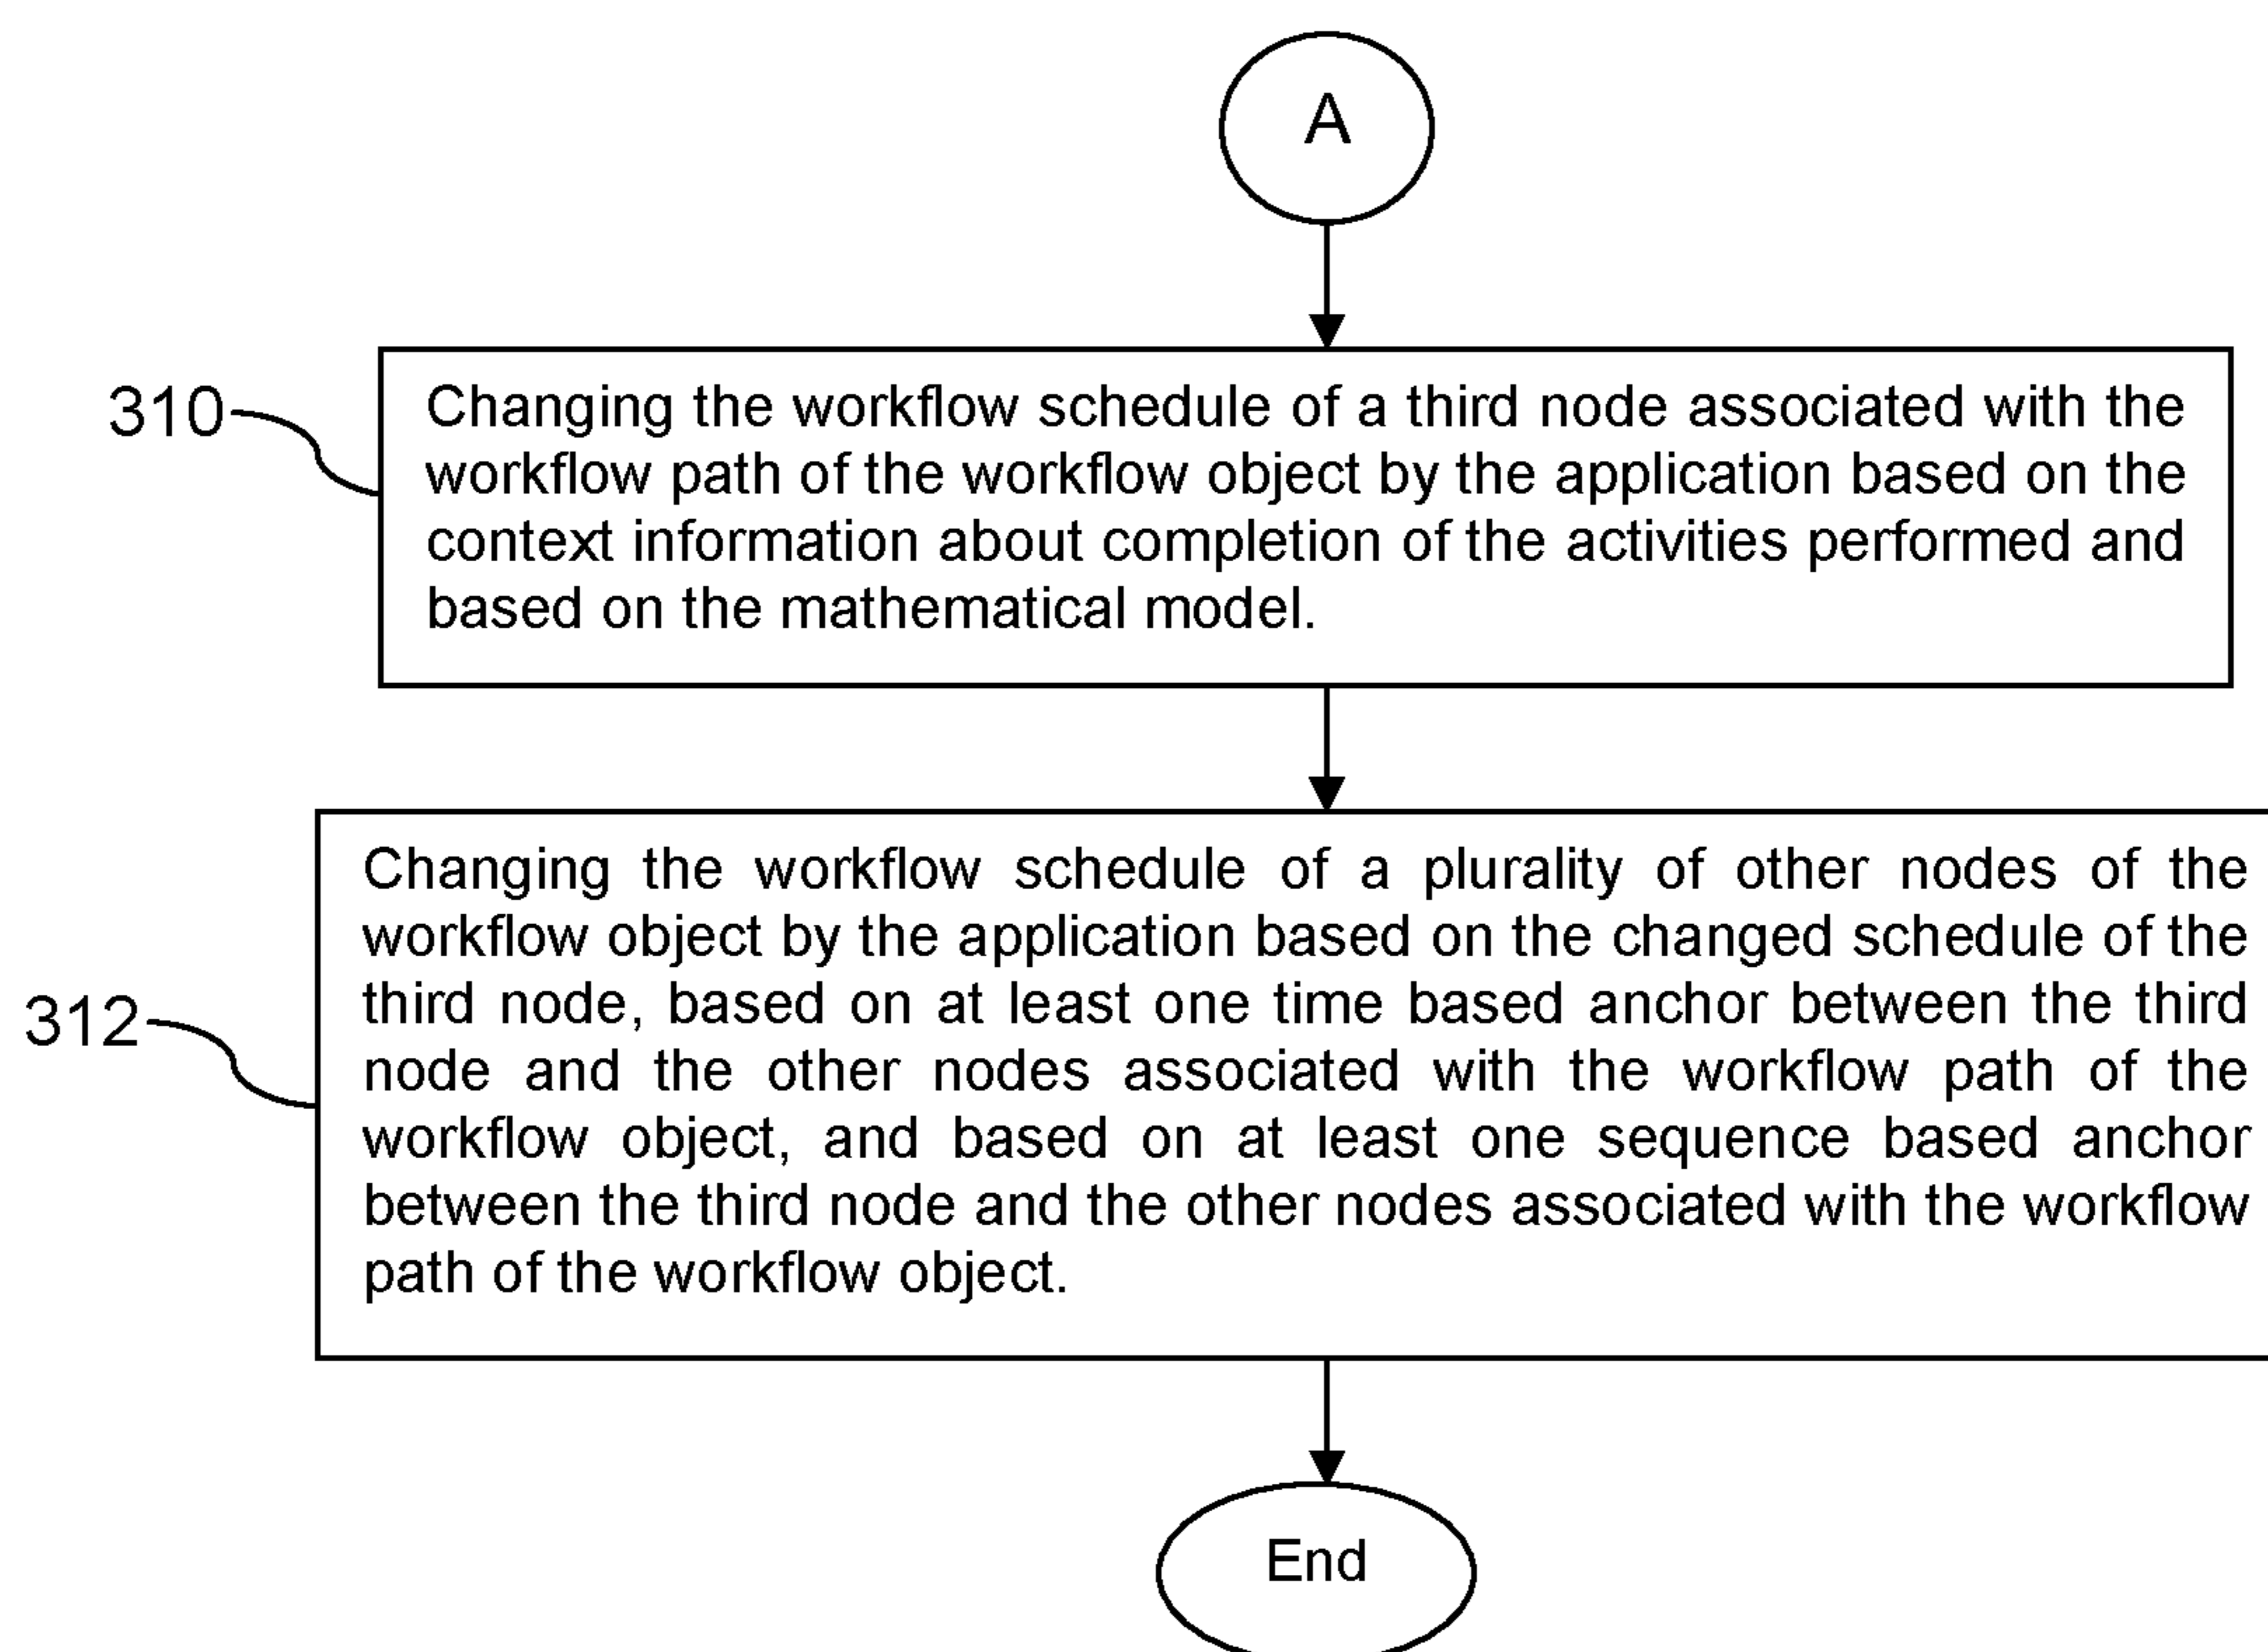 A
310
Changing the workflow schedule of a third node associated with the
workflow path of the workflow object by the application based on the
context information about completion of the activities performed and
based on the mathematical model.
312
Changing the workflow schedule of a plurality of other nodes of the
workflow object by the application based on the changed schedule of the
third node, based on at least one time based anchor between the third
node and the other nodes associated with the workflow path of the
workflow object, and based on at least one sequence based anchor
between the third node and the other nodes associated with the workflow
path of the workflow object.
End